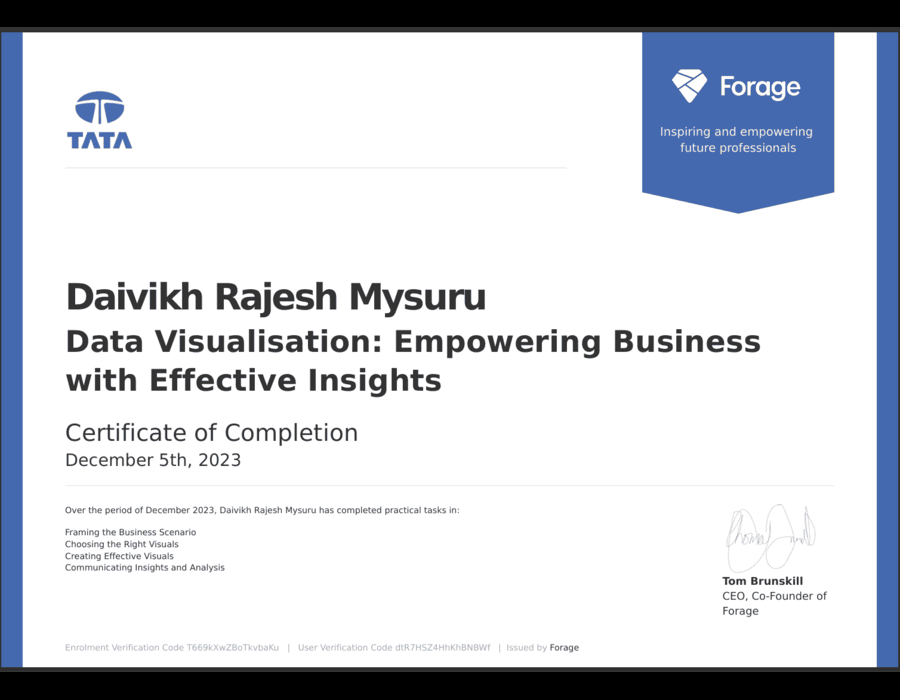 TATA
Forage
Inspiring and empowering
future professionals
Daivikh Rajesh Mysuru
Data Visualisation: Empowering Business
with Effective Insights
Certificate of Completion
December 5th, 2023
Over the period of December 2023, Daivikh Rajesh Mysuru has completed practical tasks in:
Framing the Business Scenario
Choosing the Right Visuals
Creating Effective Visuals
Communicating Insights and Analysis
Tom Brunskill
CEO, Co-Founder of
Forage
Enrolment Verification Code T669kXwZBoTkvbaKu | User Verification Code dtR7HSZ4HhKhBNBWf | Issued by Forage